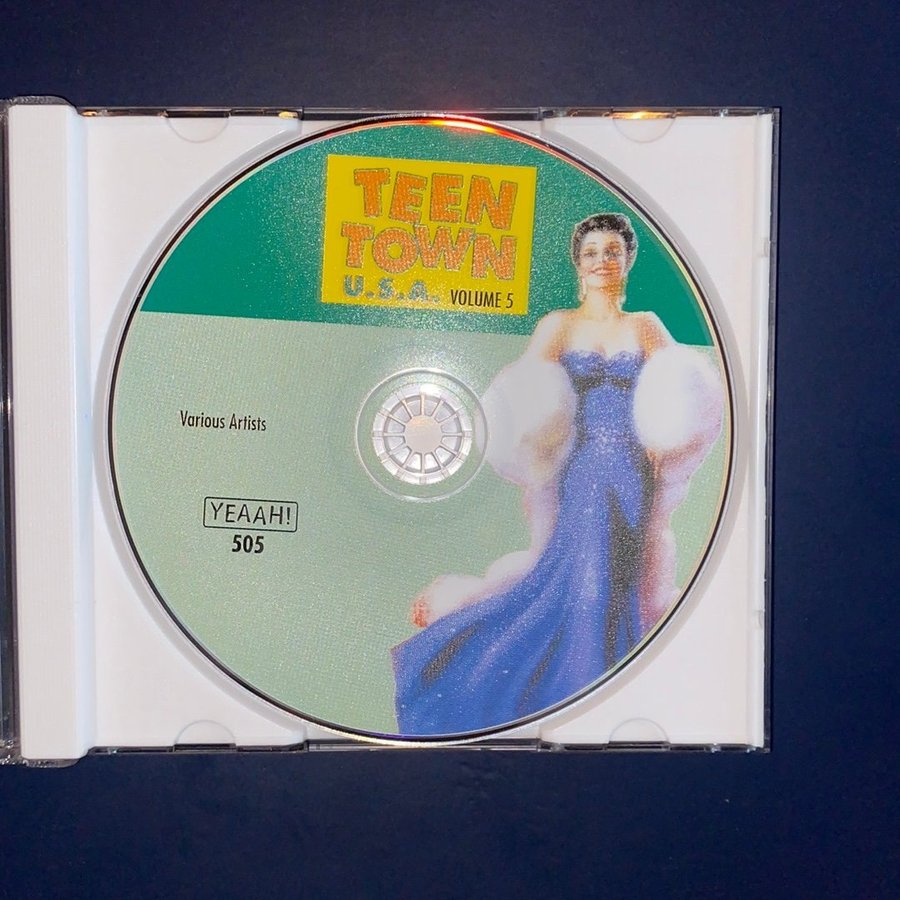 TEEN
TOWN
U.S.A. VOLUME 5
Various Artists
YEAAH!
505